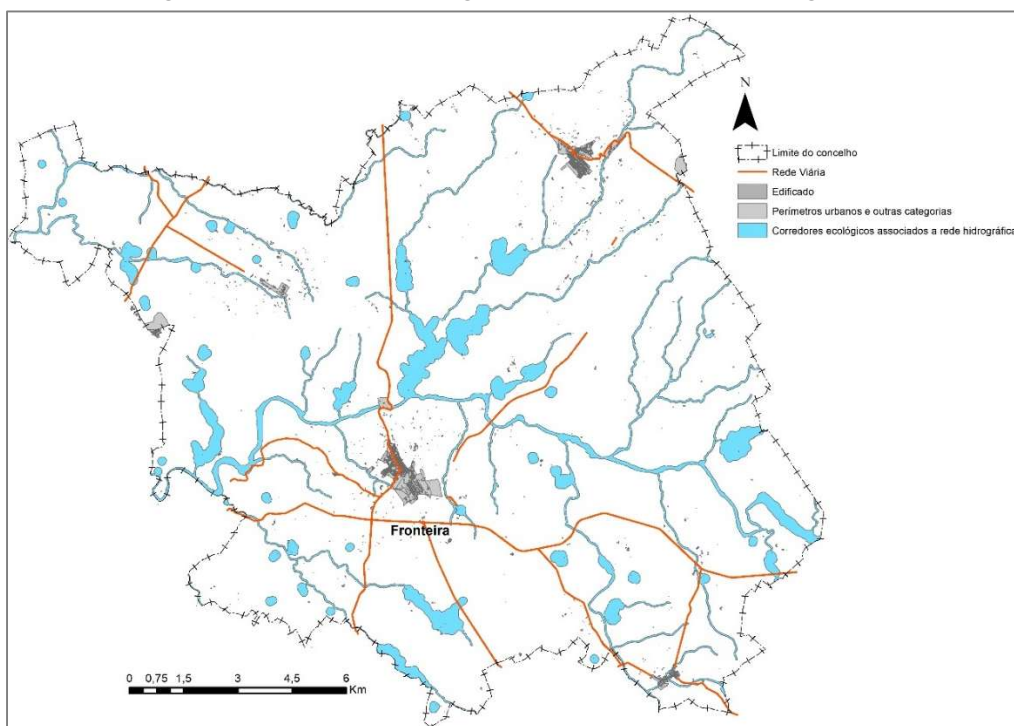 N
Limite do concelho
Rede Viária
Edificado
Perímetros urbanos e outras categorias
Corredores ecológicos associados a rede hidrográfica
Fronteira
0 0,75 1,5 3 4,5 6
Km